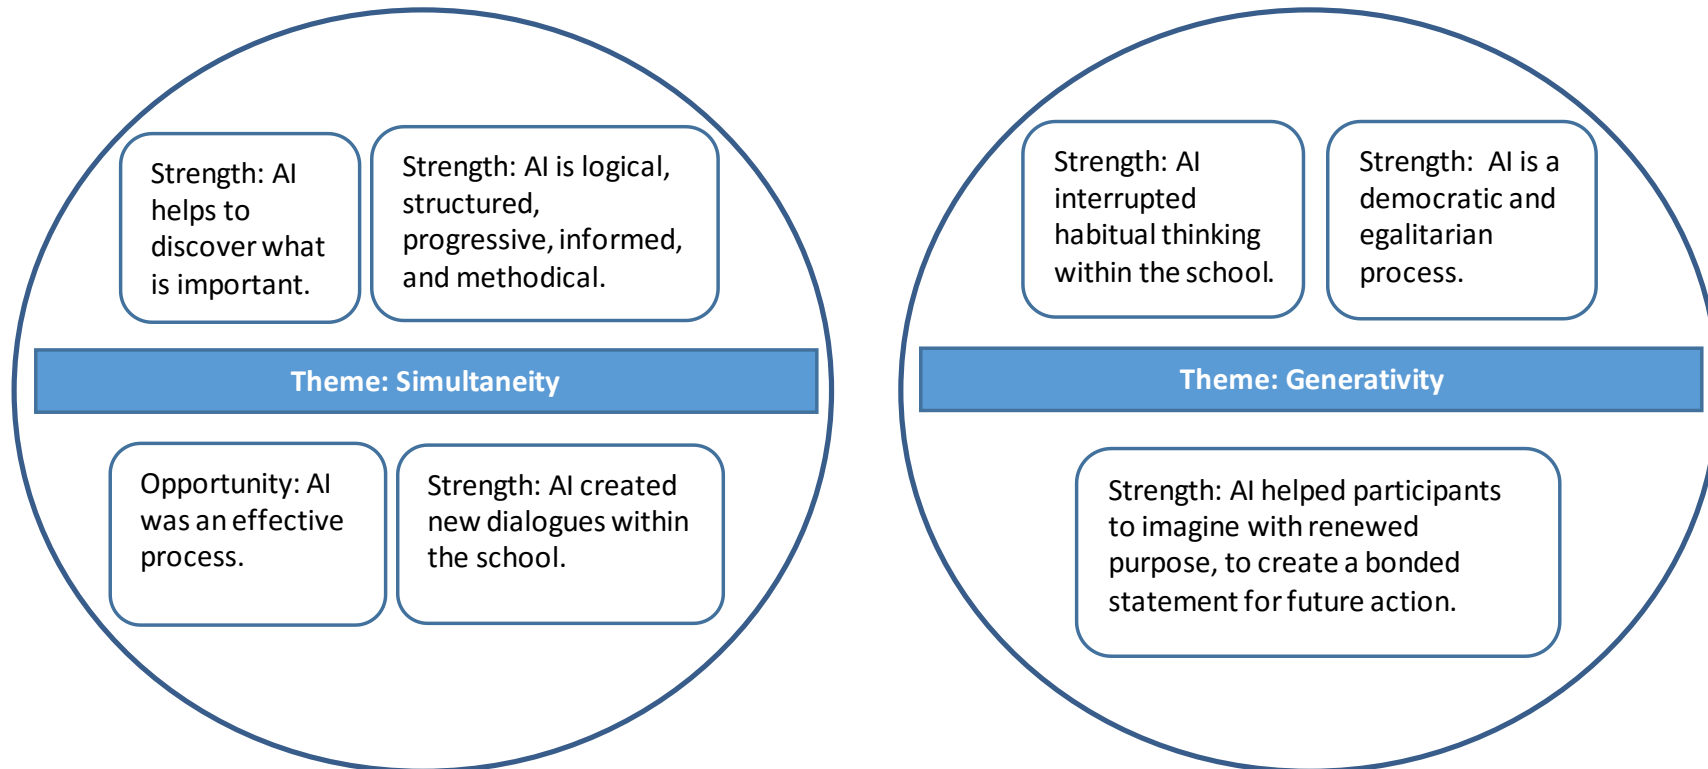 Strength: AI
helps to
discover what
is important.
Strength: AI is logical,
structured,
progressive, informed,
and methodical.
Theme: Simultaneity
Opportunity: AI
was an effective
process.
Strength: AI created
new dialogues within
the school.
Strength: AI
interrupted
habitual thinking
within the school.
Strength:  AI is a
democratic and
egalitarian
process.
Theme: Generativity
Strength: AI helped participants
to imagine with renewed
purpose, to create a bonded
statement for future action.